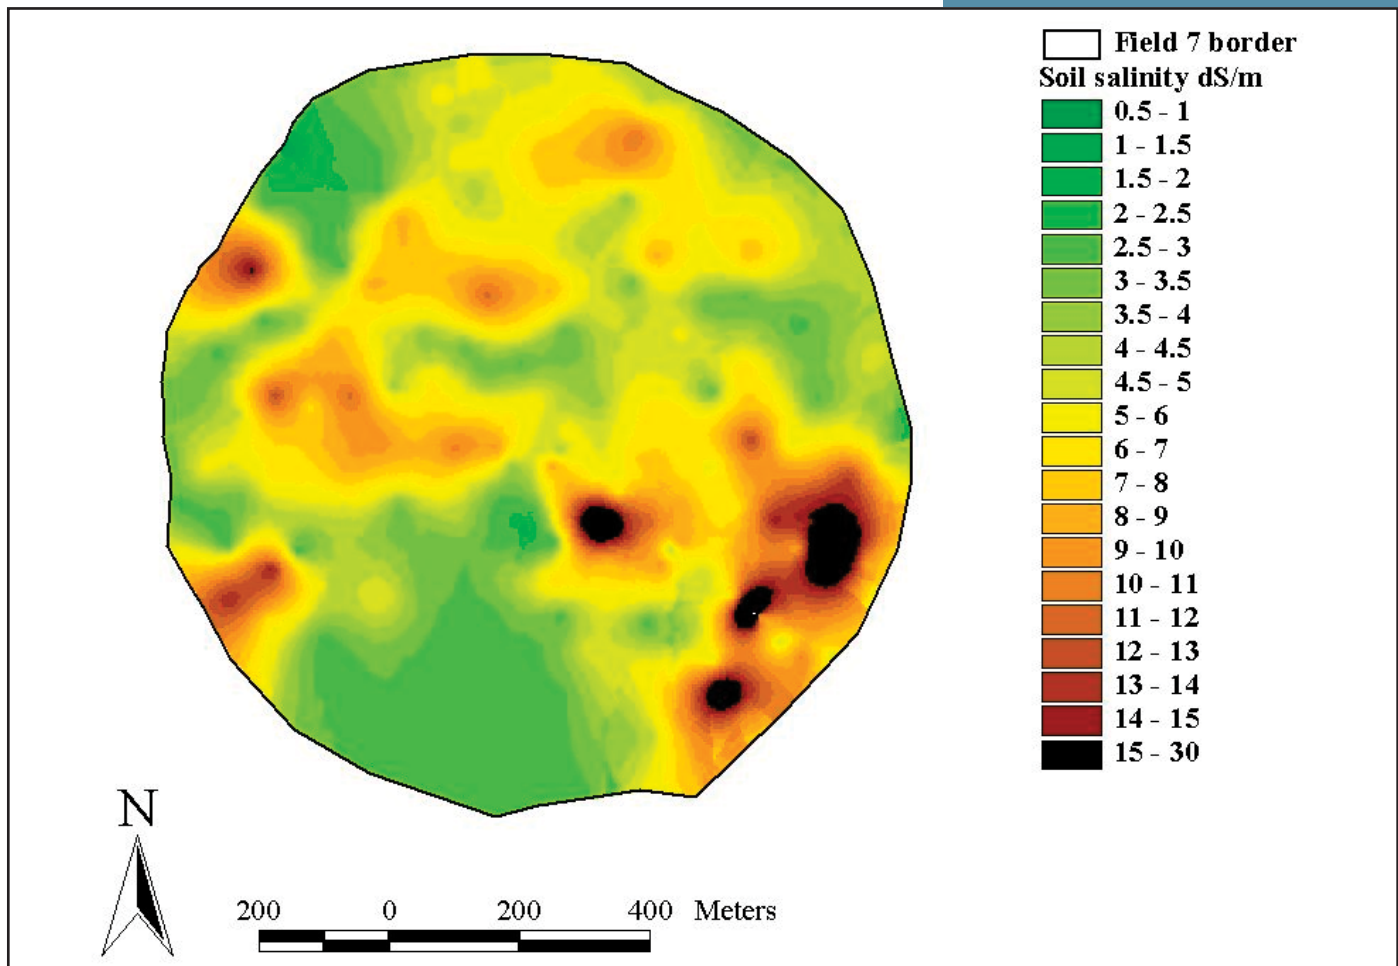 Field 7 border
Soil salinity dS/m
0.5 - 1
1 - 1.5
1.5 - 2
2 - 2.5
2.5 - 3
3 - 3.5
3.5 - 4
4 - 4.5
4.5 - 5
5 - 6
6 - 7
7 - 8
8 - 9
9 - 10
10 - 11
11 - 12
12 - 13
13 - 14
14 - 15
15 - 30
N
200 0 200 400 Meters